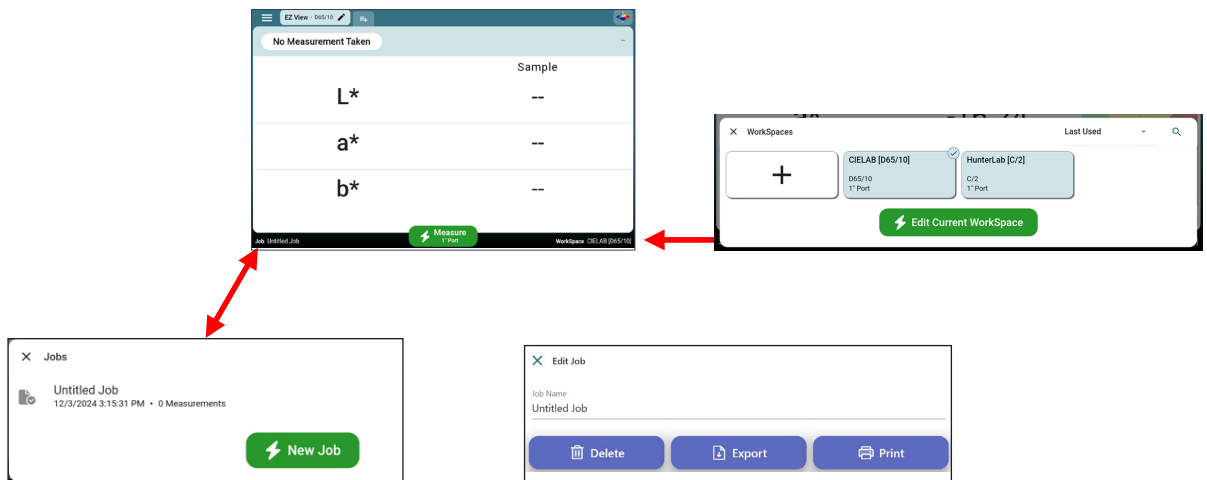 EZ View - D65/10
No Measurement Taken
--
Sample
L* --
a* --
b* --
Measure
1" Port
Job Untitled Job
WorkSpace CIELAB [D65/10]
WorkSpaces
Last Used
+
CIELAB [D65/10]
D65/10
1" Port
HunterLab [C/2]
C/2
1" Port
Edit Current WorkSpace
Jobs
Untitled Job
12/3/2024 3:15:31 PM • 0 Measurements
New Job
Edit Job
Job Name
Untitled Job
Delete
Export
Print